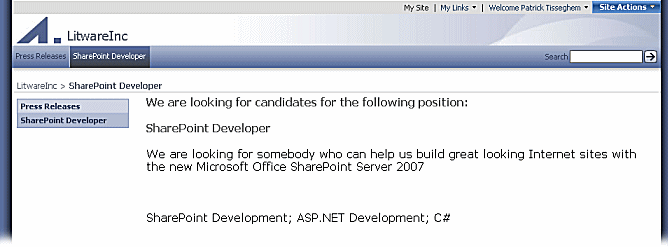 My Site | My Links ▾ | Welcome Patrick Tisseghem ▾ | Site Actions ▾
LitwareInc
Press Releases SharePoint Developer Search
LitwareInc > SharePoint Developer
Press Releases
SharePoint Developer
We are looking for candidates for the following position:
SharePoint Developer
We are looking for somebody who can help us build great looking Internet sites with
the new Microsoft Office SharePoint Server 2007
SharePoint Development; ASP.NET Development; C#